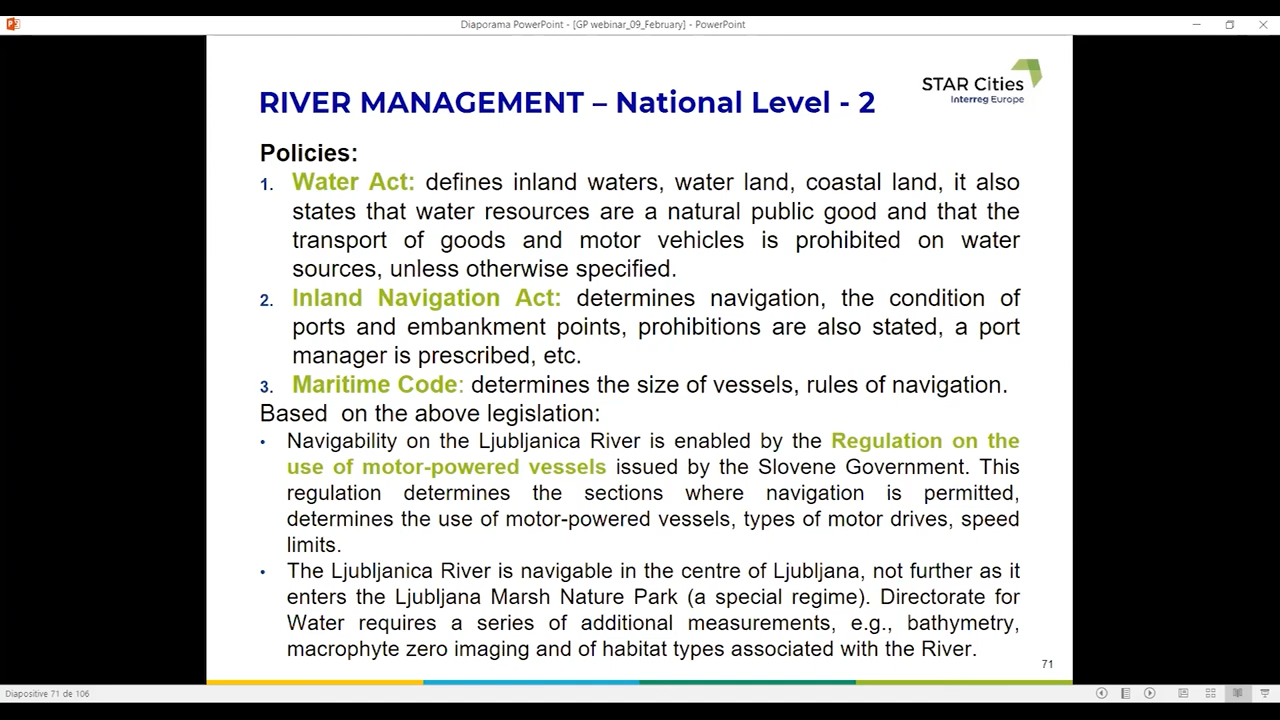 Diaporama PowerPoint - [GP webinar_09_February] - PowerPoint
STAR Cities
Interreg Europe
RIVER MANAGEMENT – National Level - 2
Policies:
1. Water Act: defines inland waters, water land, coastal land, it also
states that water resources are a natural public good and that the
transport of goods and motor vehicles is prohibited on water
sources, unless otherwise specified.
2. Inland Navigation Act: determines navigation, the condition of
ports and embankment points, prohibitions are also stated, a port
manager is prescribed, etc.
3. Maritime Code: determines the size of vessels, rules of navigation.
Based on the above legislation:
• Navigability on the Ljubljanica River is enabled by the Regulation on the
use of motor-powered vessels issued by the Slovene Government. This
regulation determines the sections where navigation is permitted,
determines the use of motor-powered vessels, types of motor drives, speed
limits.
• The Ljubljanica River is navigable in the centre of Ljubljana, not further as it
enters the Ljubljana Marsh Nature Park (a special regime). Directorate for
Water requires a series of additional measurements, e.g., bathymetry,
macrophyte zero imaging and of habitat types associated with the River.
71
Diapositive 71 de 106